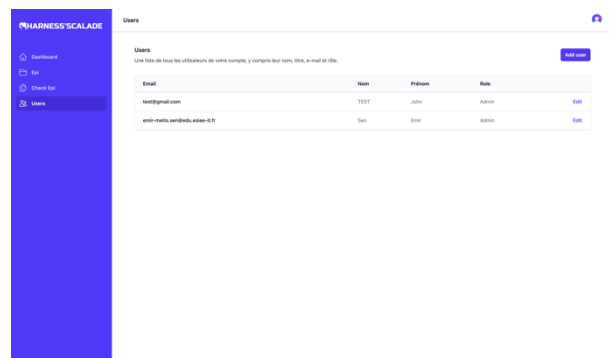 HARNESS'SCALADE
Dashboard
Epi
Check Epi
Users
Users
Users
Une liste de tous les utilisateurs de votre compte, y compris leur nom, titre, e-mail et rôle.
Add user
Email Nom Prénom Role
test@gmail.com TEST John Admin Edit
emir-metis.sen@edu.esiee-it.fr Sen Emir Admin Edit